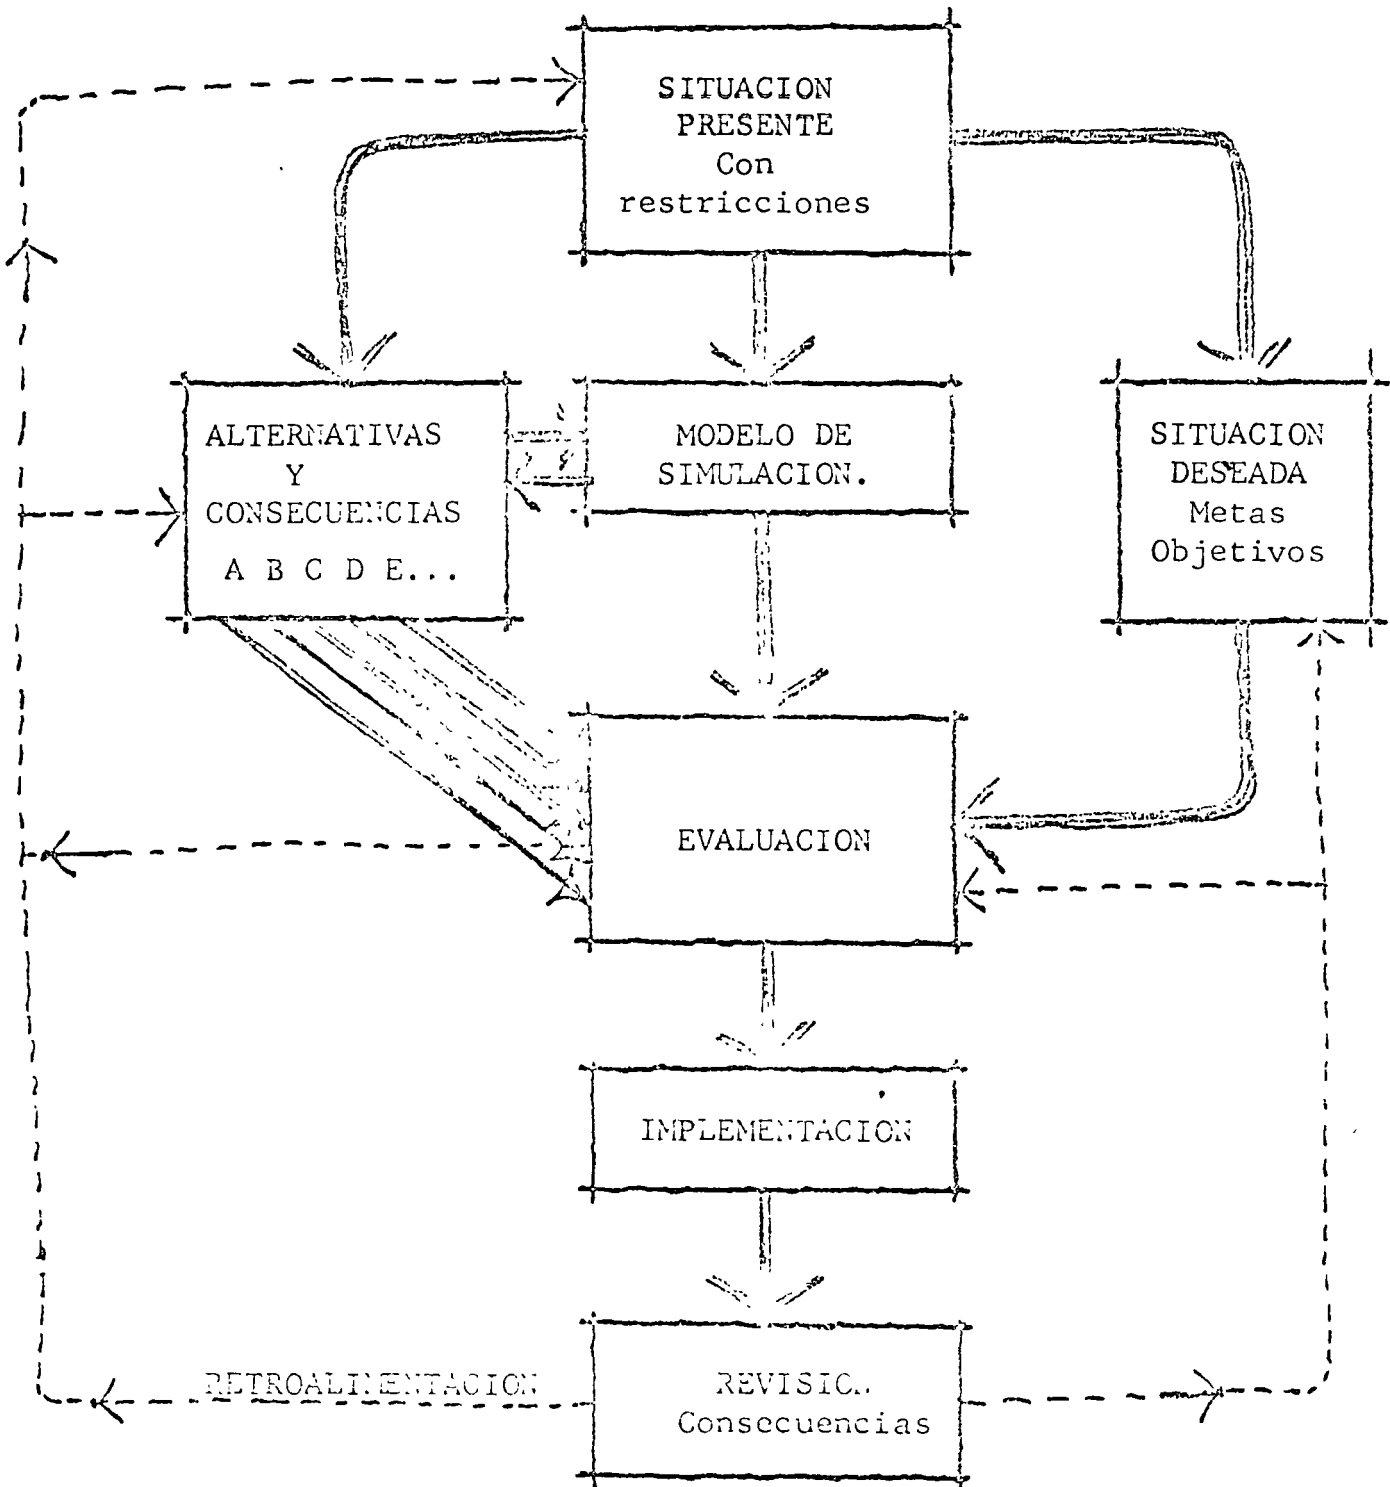 SITUACION
PRESENTE
Con
restricciones
ALTERNATIVAS
Y
CONSECUENCIAS
A B C D E...
MODELO DE
SIMULACION.
SITUACION
DESEADA
Metas
Objetivos
EVALUACION
IMPLEMENTACION
RETROALIMENTACION
REVISION
Consecuencias